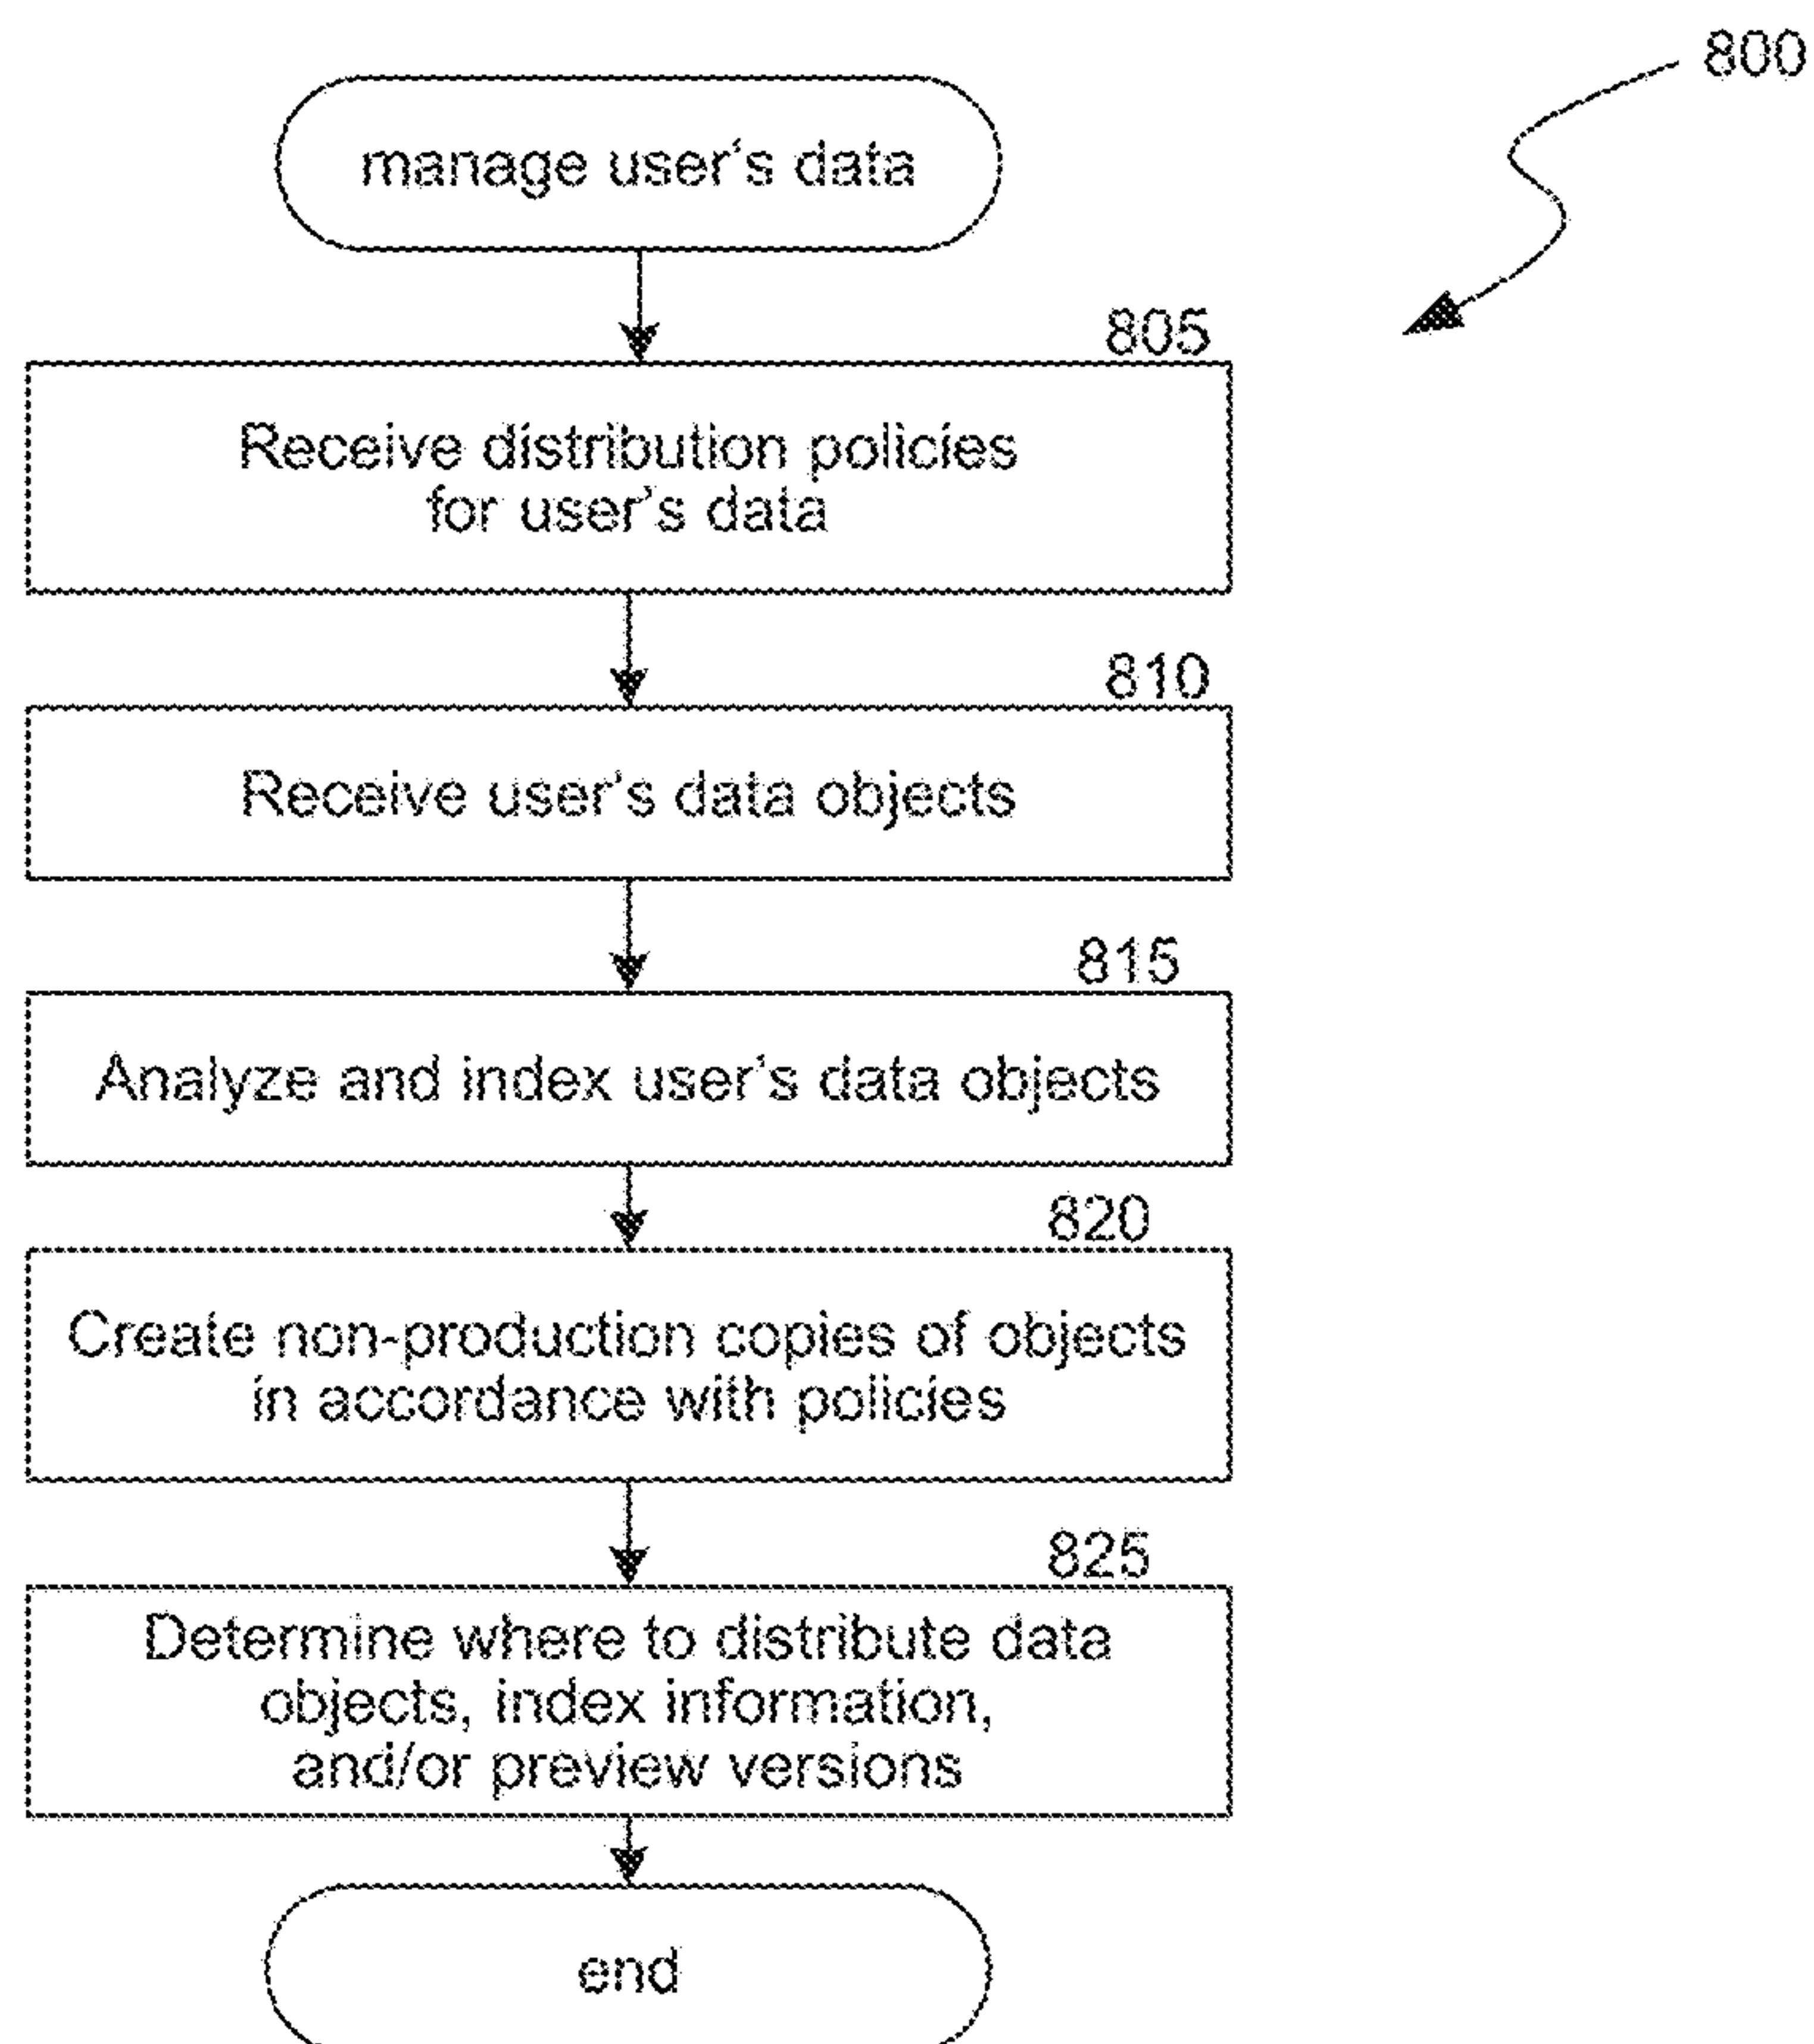 800
manage user's data
805
Receive distribution policies
for user's data
810
Receive user's data objects
815
Analyze and index user's data objects
820
Create non-production copies of objects
in accordance with policies
825
Determine where to distribute data
objects, index information,
and/or preview versions
end